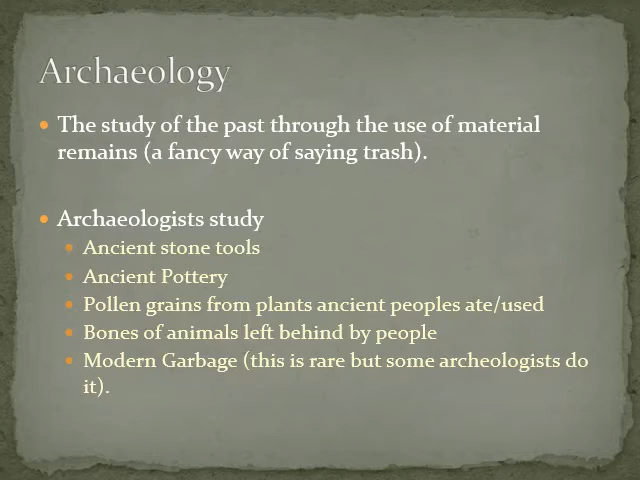 Archaeology
The study of the past through the use of material
remains (a fancy way of saying trash).
Archaeologists study
Ancient stone tools
Ancient Pottery
Pollen grains from plants ancient peoples ate/used
Bones of animals left behind by people
Modern Garbage (this is rare but some archeologists do
it).